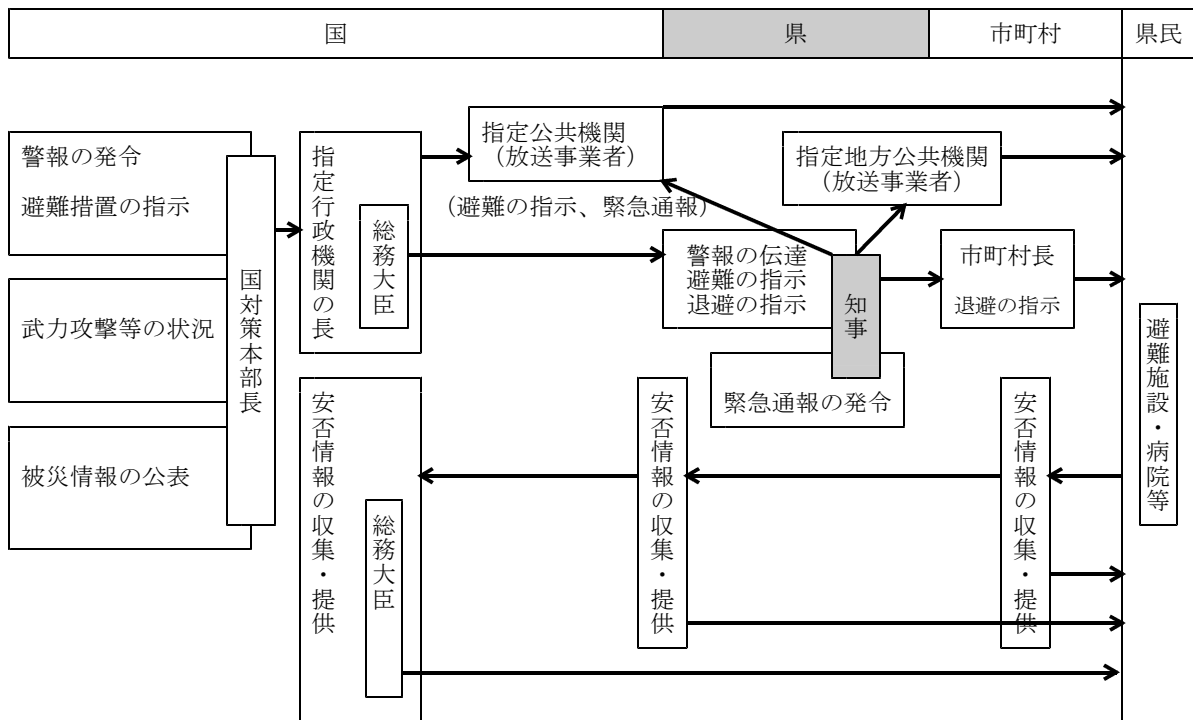 国
県
市町村
県民
警報の発令
避難措置の指示
武力攻撃等の状況
被災情報の公表
国対策本部長
指定行政機関の長
総務大臣
指定公共機関
（放送事業者）
（避難の指示、緊急通報）
指定地方公共機関
（放送事業者）
警報の伝達
避難の指示
退避の指示
知事
緊急通報の発令
市町村長
退避の指示
避難施設・病院等
安否情報の収集・提供
総務大臣
安否情報の収集・提供
安否情報の収集・提供